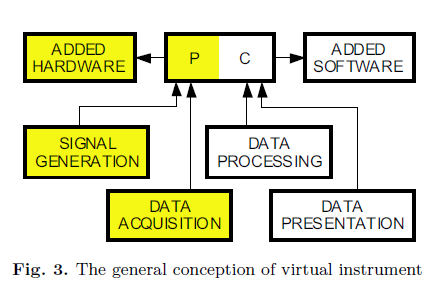 ADDED
HARDWARE
P C
ADDED
SOFTWARE
SIGNAL
GENERATION
DATA
PROCESSING
DATA
ACQUISITION
DATA
PRESENTATION
Fig. 3. The general conception of virtual instrument